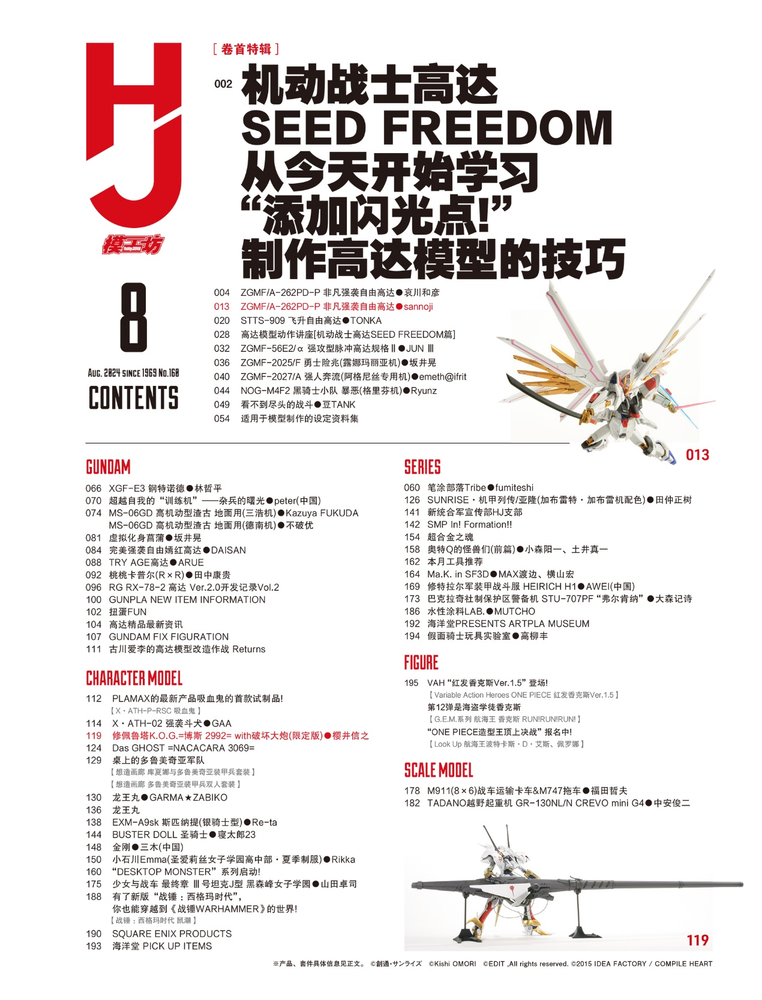 HJ
模工坊
HobbyJAPAN
8
Aug. 2024 SINCE 1969 No.160
CONTENTS
[ 卷首特辑 ]
002 机动战士高达
SEED FREEDOM
从今天开始学习
“添加闪光点!”
制作高达模型的技巧
004 ZGMF/A-262PD-P 非凡强袭自由高达●哀川和彦
013 ZGMF/A-262PD-P 非凡强袭自由高达●sannoji
020 STTS-909 飞升自由高达●TONKA
028 高达模型动作讲座[机动战士高达SEED FREEDOM篇]
032 ZGMF-56E2/α 强攻型脉冲高达规格Ⅱ●JUN Ⅲ
036 ZGMF-2025/F 勇士险兆(露娜玛丽亚机)●坂井晃
040 ZGMF-2027/A 强人奔流(阿格尼丝专用机)●emeth@ifrit
044 NOG-M4F2 黑骑士小队 暴恶(格里芬机)●Ryunz
049 看不到尽头的战斗●豆TANK
054 适用于模型制作的设定资料集
013
GUNDAM
066 XGF-E3 钢特诺德●林哲平
070 超越自我的“训练机”——杂兵的曙光●peter(中国)
074 MS-06GD 高机动型渣古 地面用(三浩机)●Kazuya FUKUDA
MS-06GD 高机动型渣古 地面用(德南机)●不破优
081 虚拟化身菖蒲●坂井晃
084 完美强袭自由嫣红高达●DAISAN
088 TRY AGE高达●ARUE
092 桃桃卡普尔(R×R)●田中康贵
096 RG RX-78-2 高达 Ver.2.0开发记录Vol.2
100 GUNPLA NEW ITEM INFORMATION
102 扭蛋FUN
104 高达精品最新资讯
107 GUNDAM FIX FIGURATION
111 古川爱李的高达模型改造作战 Returns
CHARACTER MODEL
112 PLAMAX的最新产品吸血鬼的首款试制品!
【 X・ATH-P-RSC 吸血鬼 】
114 X・ATH-02 强袭斗犬●GAA
119 修佩鲁塔K.O.G.=博斯 2992= with破坏大炮(限定版)●樱井信之
124 Das GHOST =NACACARA 3069=
129 桌上的多鲁美奇亚军队
【 想造画廊 库夏娜与多鲁美奇亚装甲兵套装 】
【 想造画廊 多鲁美奇亚装甲兵双人套装 】
130 龙王丸●GARMA★ZABIKO
136 龙王丸
138 EXM-A9sk 斯匹纳提(银骑士型)●Re-ta
144 BUSTER DOLL 圣骑士●寝太郎23
148 金刚●三木(中国)
150 小石川Emma(圣爱莉丝女子学园高中部・夏季制服)●Rikka
160 “DESKTOP MONSTER”系列启动!
175 少女与战车 最终章 Ⅲ号坦克J型 黑森峰女子学园●山田卓司
188 有了新版“战锤：西格玛时代”，
你也能穿越到《战锤WARHAMMER》的世界!
【 战锤：西格玛时代 鼠潮 】
190 SQUARE ENIX PRODUCTS
193 海洋堂 PICK UP ITEMS
SERIES
060 笔涂部落Tribe●fumiteshi
126 SUNRISE・机甲列传/亚隆(加布雷特・加布雷机配色)●田仲正树
141 新统合军宣传部HJ支部
142 SMP In! Formation!!
154 超合金之魂
158 奥特Q的怪兽们(前篇)●小森阳一、土井真一
162 本月工具推荐
164 Ma.K. in SF3D●MAX渡边、横山宏
169 修特拉尔军装甲战斗服 HEIRICH H1●AWEI(中国)
173 巴克拉奇社制保护区警备机 STU-707PF“弗尔肯纳”●大森记诗
186 水性涂料LAB.●MUTCHO
192 海洋堂PRESENTS ARTPLA MUSEUM
194 假面骑士玩具实验室●高柳丰
FIGURE
195 VAH“红发香克斯Ver.1.5”登场!
【 Variable Action Heroes ONE PIECE 红发香克斯Ver.1.5 】
第12弹是海盗学徒香克斯
【 G.E.M.系列 航海王 香克斯 RUN!RUN!RUN! 】
“ONE PIECE造型王顶上决战”报名中!
【 Look Up 航海王波特卡斯・D・艾斯、佩罗娜 】
SCALE MODEL
178 M911(8×6)战车运输卡车&M747拖车●福田哲夫
182 TADANO越野起重机 GR-130NL/N CREVO mini G4●中安俊二
119
※产品、套件具体信息见正文。 ©創通・サンライズ ©Kishi OMORI ©EDIT ,All rights reserved. ©2015 IDEA FACTORY / COMPILE HEART